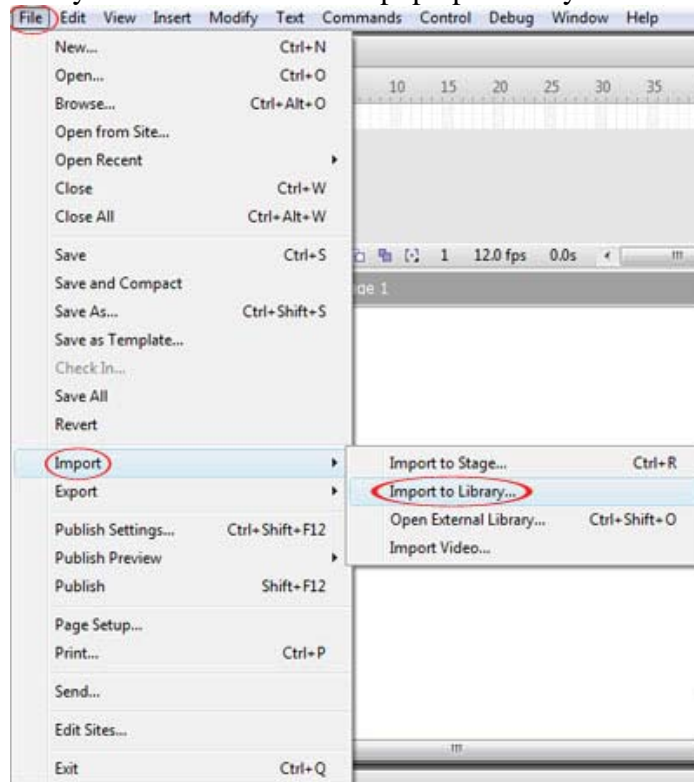 File Edit View Insert Modify Text Commands Control Debug Window Help
New... Ctrl+N
Open... Ctrl+O
Browse... Ctrl+Alt+O
Open from Site...
Open Recent
Close Ctrl+W
Close All Ctrl+Alt+W
10 15 20 25 30 35
Save Ctrl+S
1 12.0 fps 0.0s
Save and Compact
1
Save As... Ctrl+Shift+S
Save as Template...
Check In...
Save All
Revert
Import
Import to Stage... Ctrl+R
Export
Import to Library...
Open External Library... Ctrl+Shift+O
Import Video...
Publish Settings... Ctrl+Shift+F12
Publish Preview
Publish Shift+F12
Page Setup...
Print... Ctrl+P
Send...
Edit Sites...
Exit Ctrl+Q